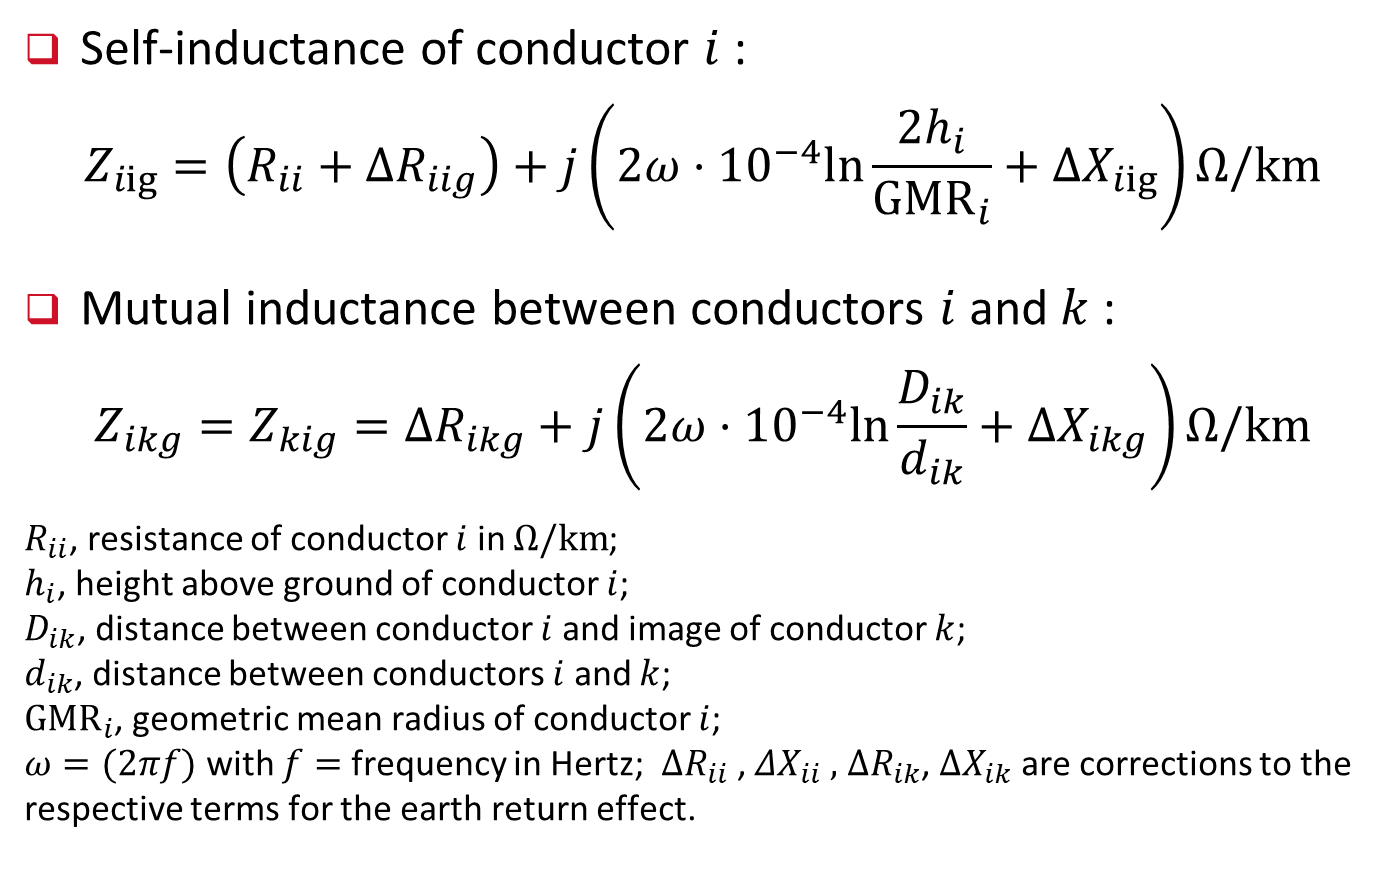 ❑ Self-inductance of conductor 𝑖 :
Z_iig = (R_ii + ΔR_iig) + j(2ω · 10⁻⁴ ln (2h_i / GMR_i) + ΔX_iig) Ω/km
❑ Mutual inductance between conductors 𝑖 and 𝑘 :
Z_ikg = Z_kig = ΔR_ikg + j(2ω · 10⁻⁴ ln (D_ik / d_ik) + ΔX_ikg) Ω/km
R_ii, resistance of conductor i in Ω/km;
h_i, height above ground of conductor i;
D_ik, distance between conductor i and image of conductor k;
d_ik, distance between conductors i and k;
GMR_i, geometric mean radius of conductor i;
ω = (2πf) with f = frequency in Hertz; ΔR_ii , ΔX_ii , ΔR_ik, ΔX_ik are corrections to the
respective terms for the earth return effect.